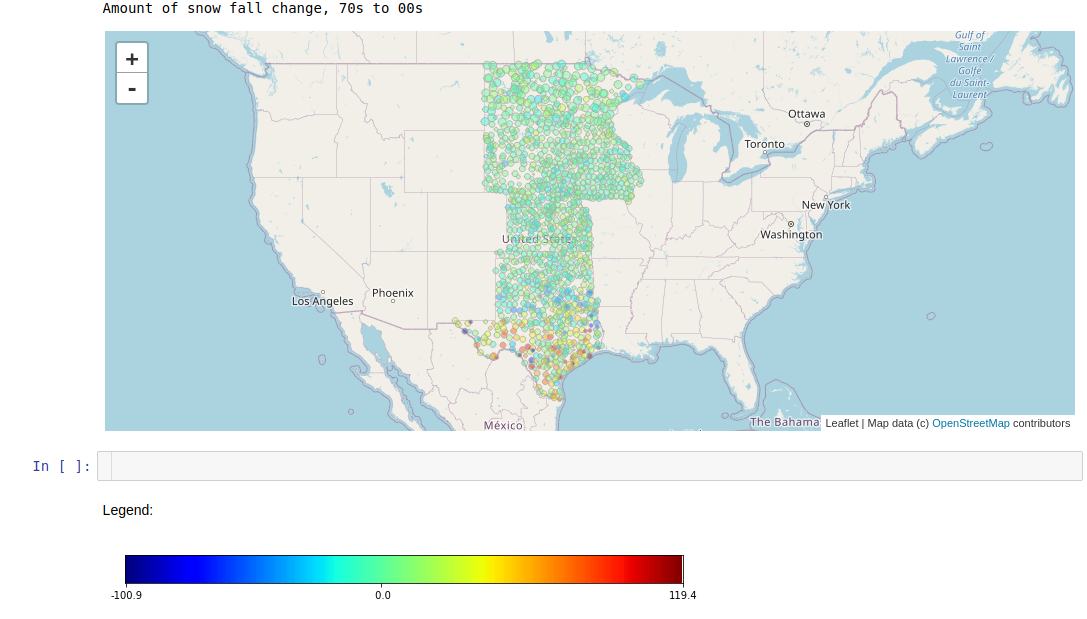 Amount of snow fall change, 70s to 00s
+
-
Gulf of
Saint
Lawrence /
Golfe
du Saint-
Laurent
Ottawa
Toronto
New York
Washington
United States
Phoenix
Los Angeles
México
The Bahama
Leaflet | Map data (c) OpenStreetMap contributors
In [ ]:
Legend:
-100.9 0.0 119.4